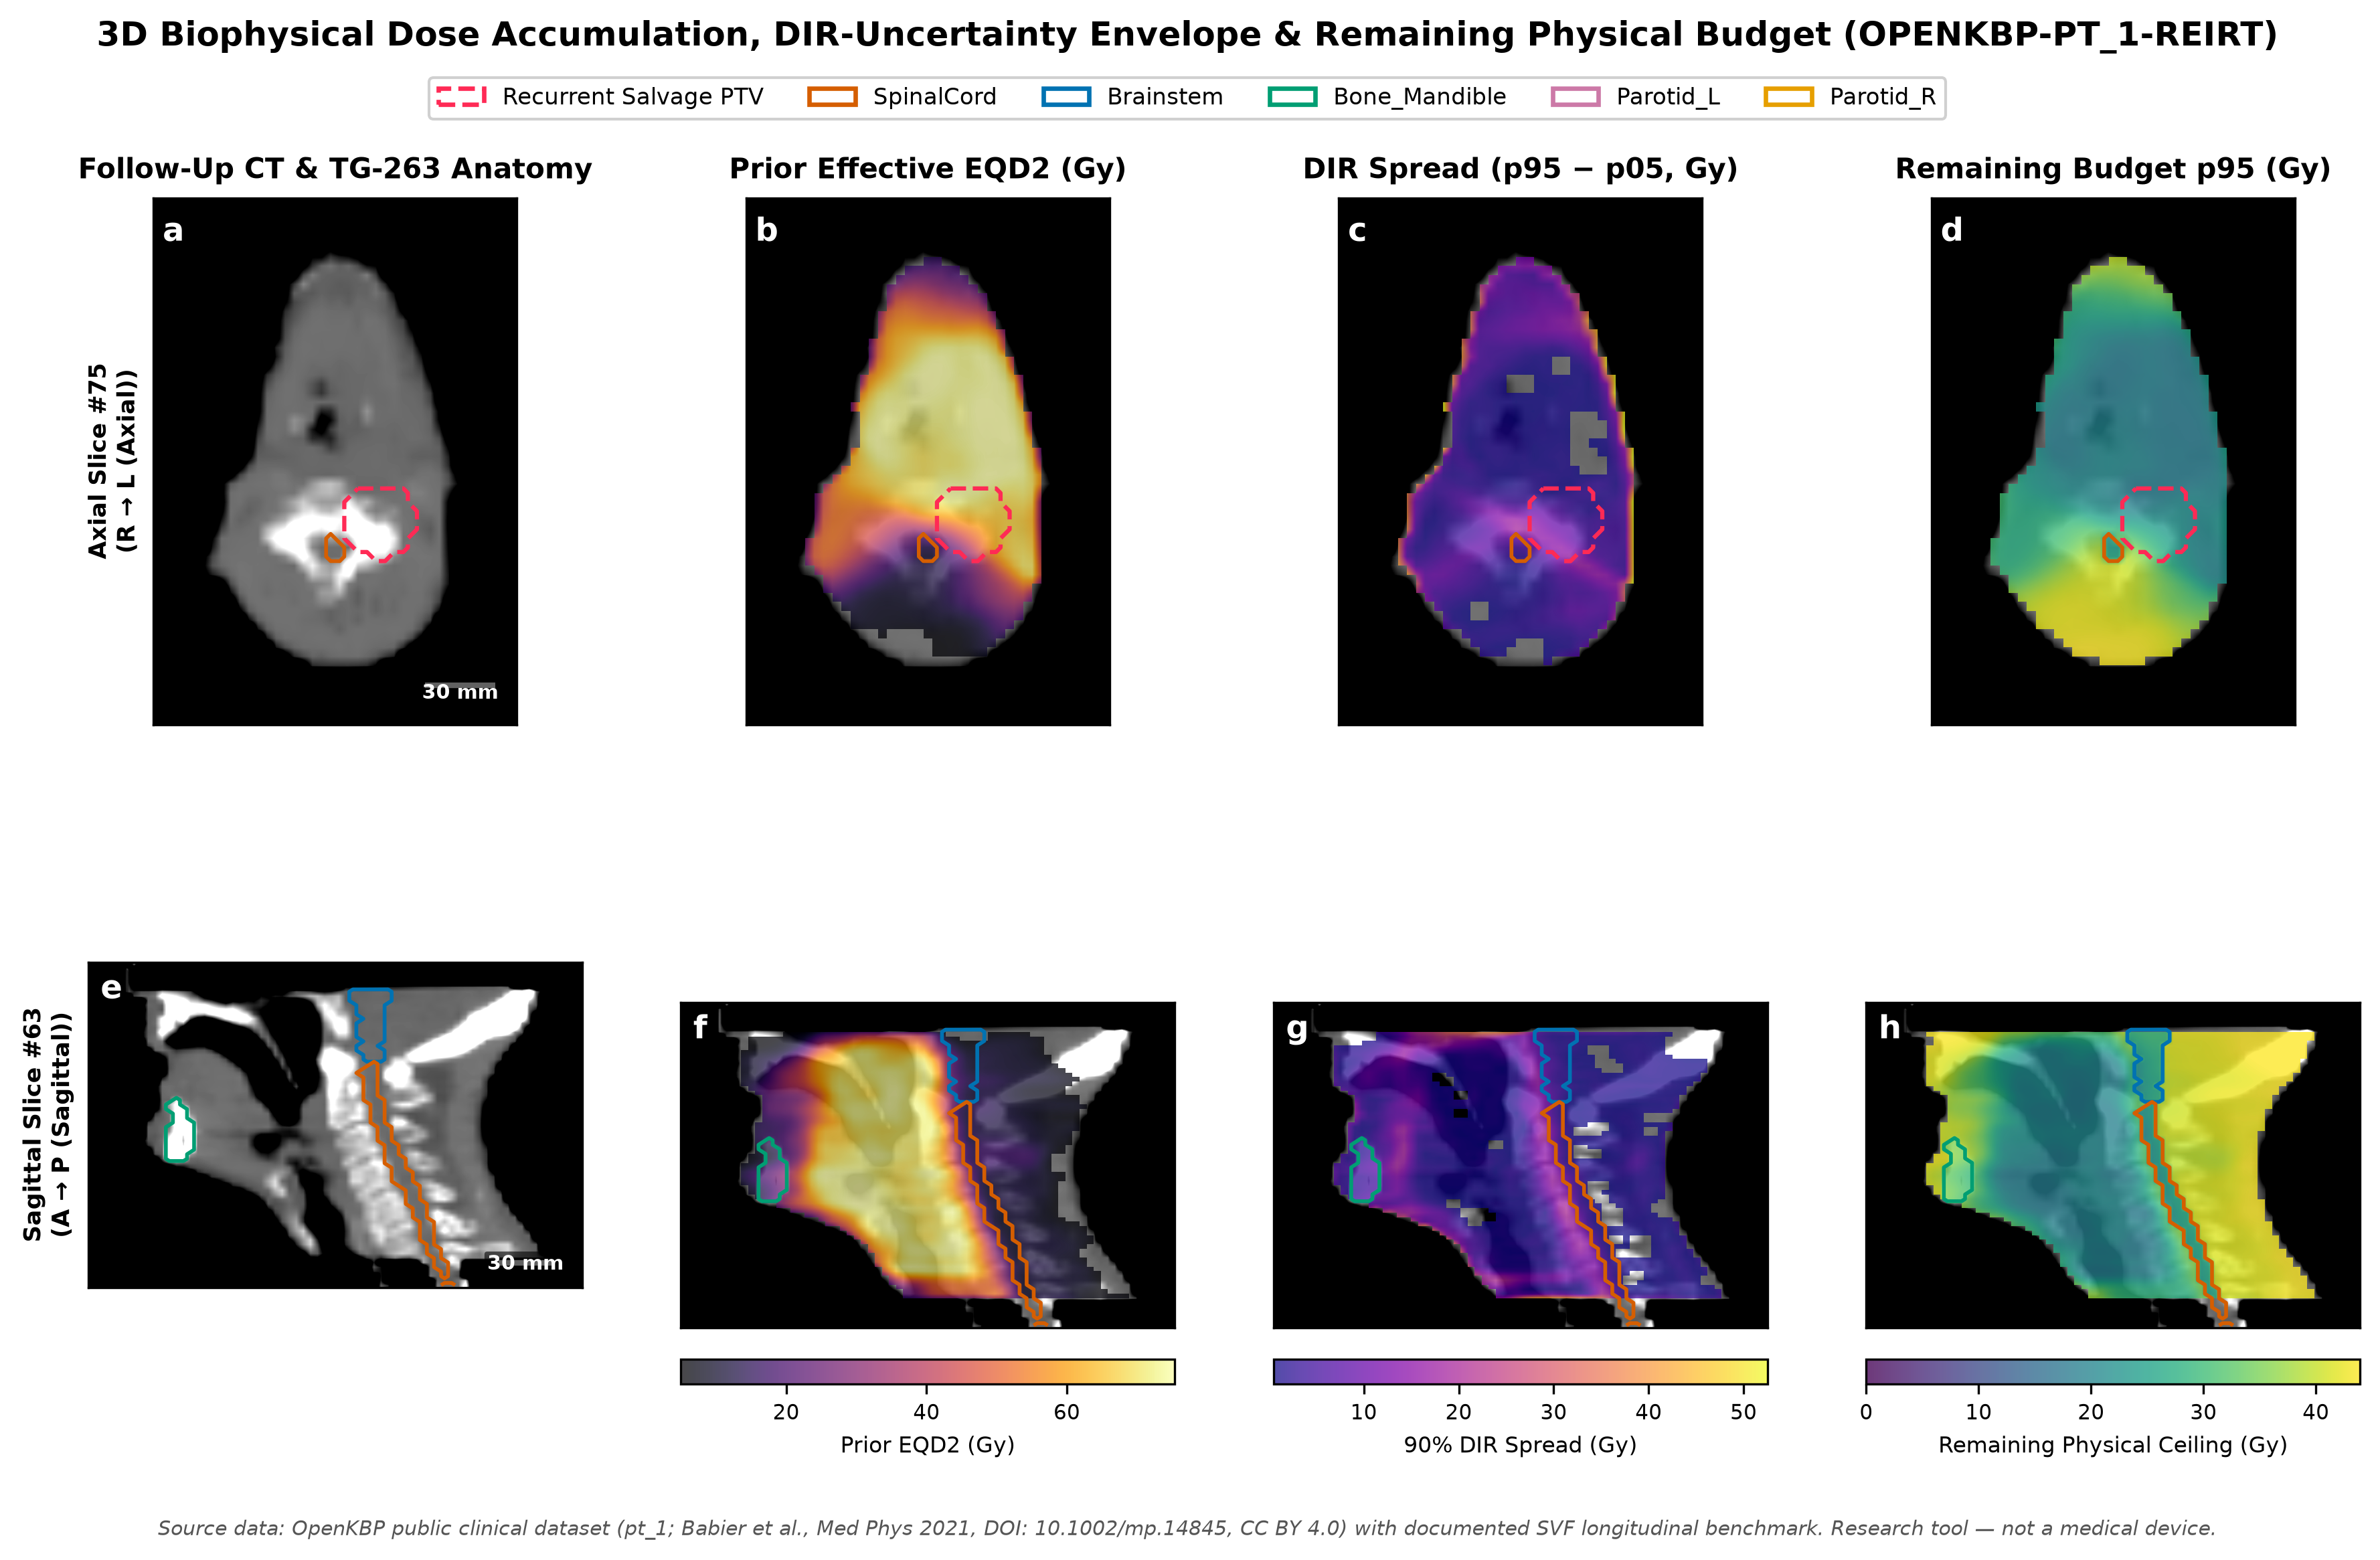 3D Biophysical Dose Accumulation, DIR-Uncertainty Envelope & Remaining Physical Budget (OPENKBP-PT_1-REIRT)
Recurrent Salvage PTV SpinalCord Brainstem Bone_Mandible Parotid_L Parotid_R
Follow-Up CT & TG-263 Anatomy Prior Effective EQD2 (Gy) DIR Spread (p95 − p05, Gy) Remaining Budget p95 (Gy)
a b c d
Axial Slice #75
(R → L (Axial))
30 mm
e f g h
Sagittal Slice #63
(A → P (Sagittal))
30 mm
20 40 60 10 20 30 40 50 0 10 20 30 40
Prior EQD2 (Gy) 90% DIR Spread (Gy) Remaining Physical Ceiling (Gy)
Source data: OpenKBP public clinical dataset (pt_1; Babier et al., Med Phys 2021, DOI: 10.1002/mp.14845, CC BY 4.0) with documented SVF longitudinal benchmark. Research tool — not a medical device.